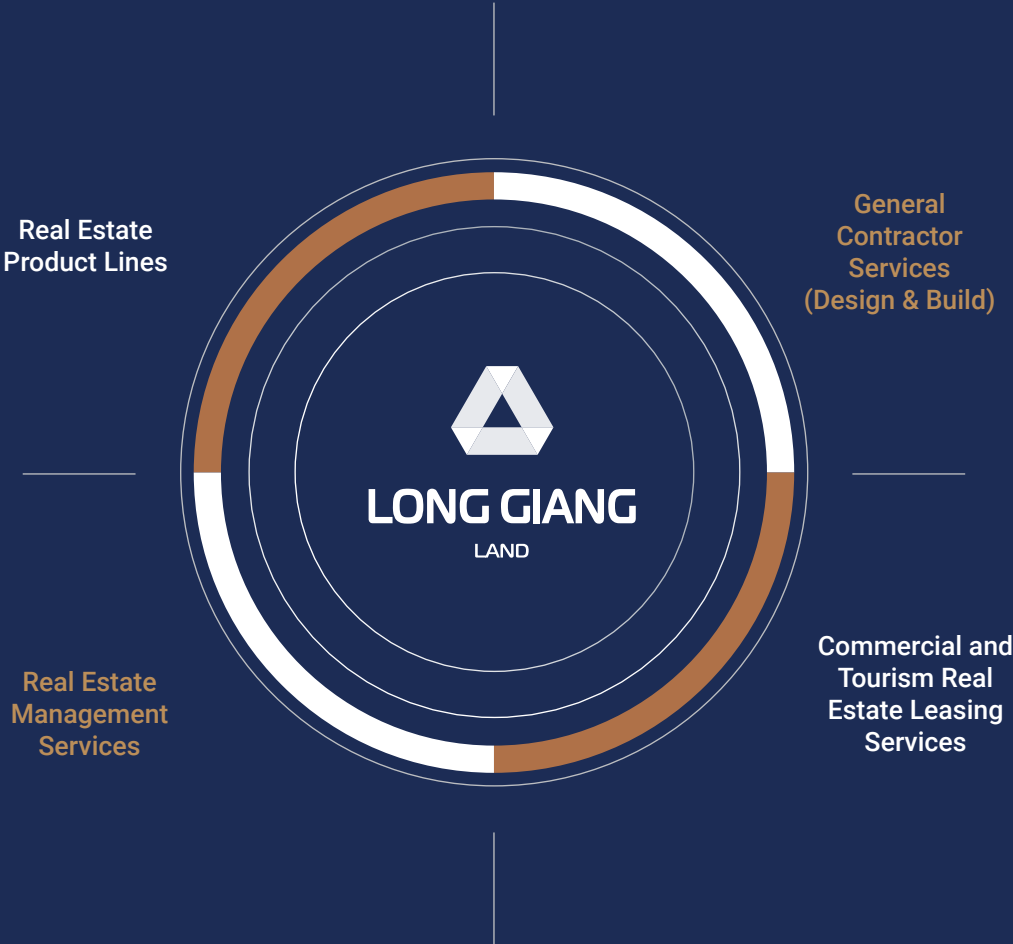 Real Estate
Product Lines
General
Contractor
Services
(Design & Build)
LONG GIANG
LAND
Real Estate
Management
Services
Commercial and
Tourism Real
Estate Leasing
Services